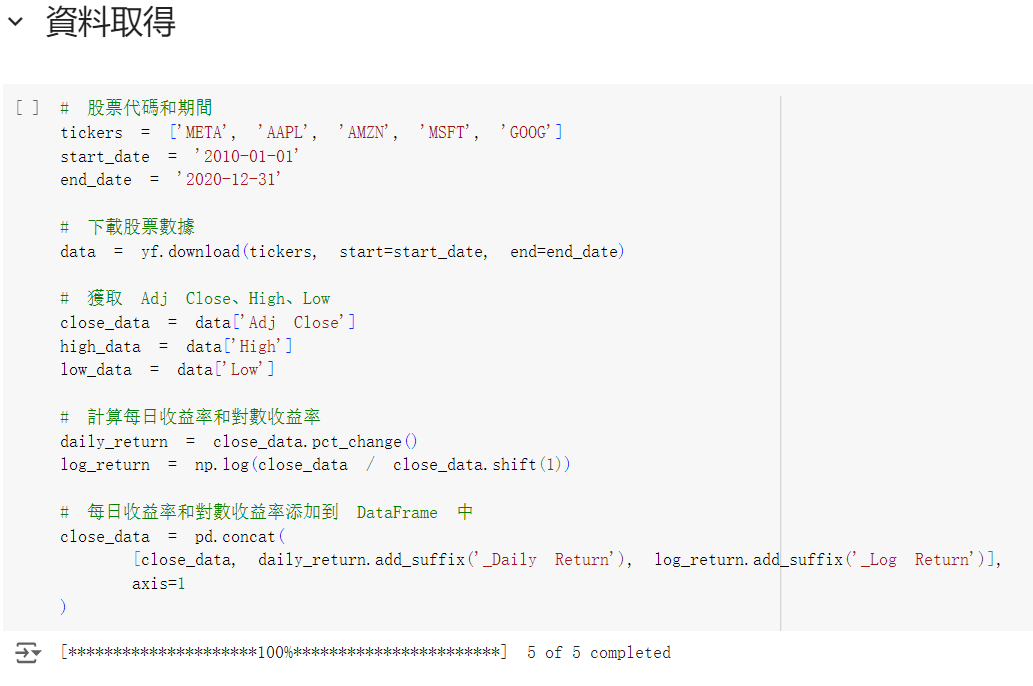 資料取得
[ ] # 股票代碼和期間
tickers = ['META', 'AAPL', 'AMZN', 'MSFT', 'GOOG']
start_date = '2010-01-01'
end_date = '2020-12-31'
# 下載股票數據
data = yf.download(tickers, start=start_date, end=end_date)
# 獲取 Adj Close、High、Low
close_data = data['Adj Close']
high_data = data['High']
low_data = data['Low']
# 計算每日收益率和對數收益率
daily_return = close_data.pct_change()
log_return = np.log(close_data / close_data.shift(1))
# 每日收益率和對數收益率添加到 DataFrame 中
close_data = pd.concat(
[close_data, daily_return.add_suffix('_Daily Return'), log_return.add_suffix('_Log Return')],
axis=1
)
[*********************100%***********************] 5 of 5 completed